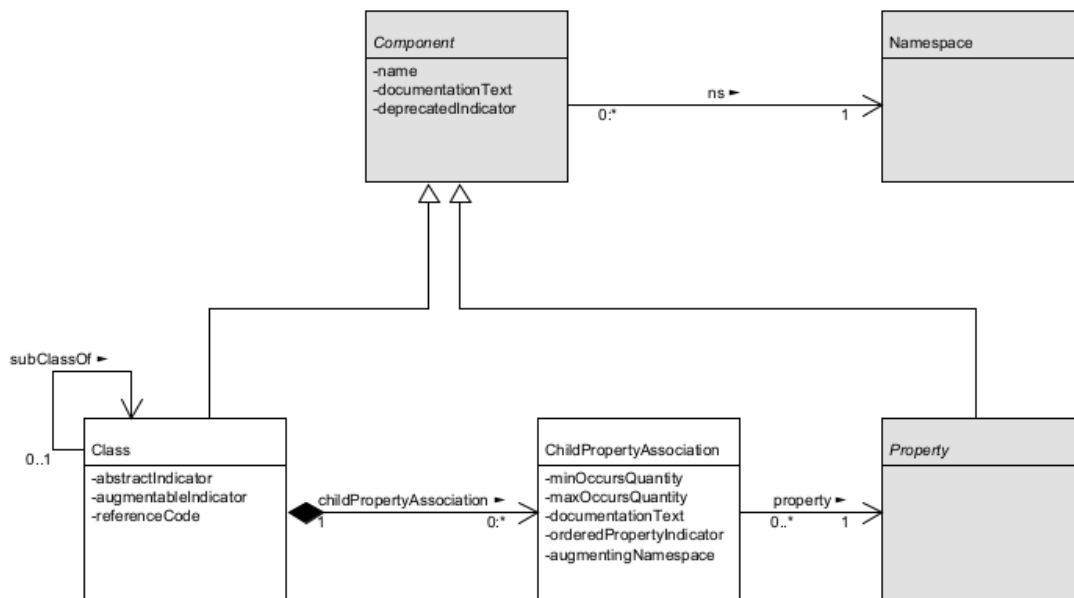 Component
-name
-documentationText
-deprecatedIndicator
Namespace
ns ►
0:*
1
subClassOf ►
0..1
Class
-abstractIndicator
-augmentableIndicator
-referenceCode
childPropertyAssociation ►
1
0:*
ChildPropertyAssociation
-minOccursQuantity
-maxOccursQuantity
-documentationText
-orderedPropertyIndicator
-augmentingNamespace
property ►
0..*
1
Property